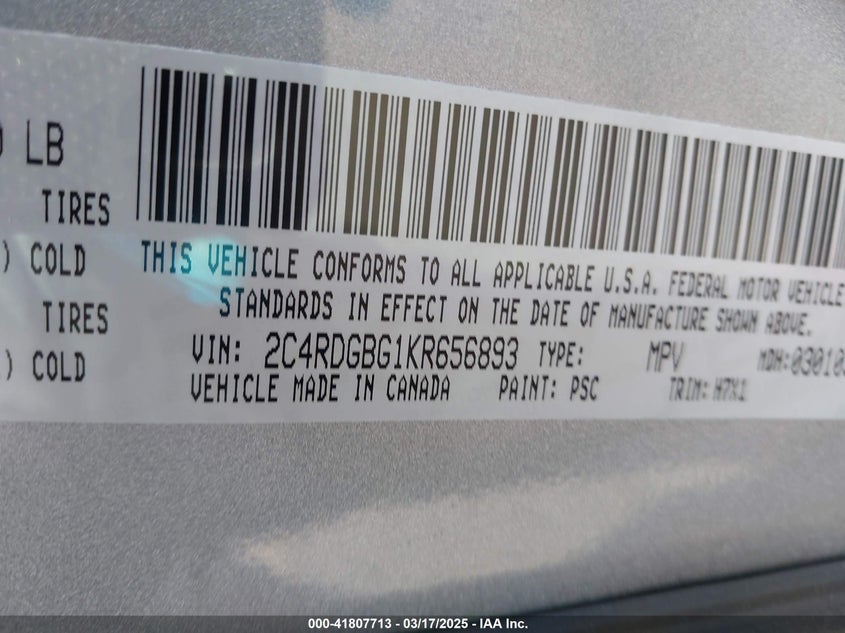 LB
TIRES
) COLD
TIRES
) COLD
THIS VEHICLE CONFORMS TO ALL APPLICABLE U.S.A. FEDERAL MOTOR VEHICLE
STANDARDS IN EFFECT ON THE DATE OF MANUFACTURE SHOWN ABOVE.
VIN: 2C4RDGBG1KR656893 TYPE: MPV MDH:
VEHICLE MADE IN CANADA PAINT: PSC TRIM: H7X1
000-41807713 - 03/17/2025 - IAA Inc.